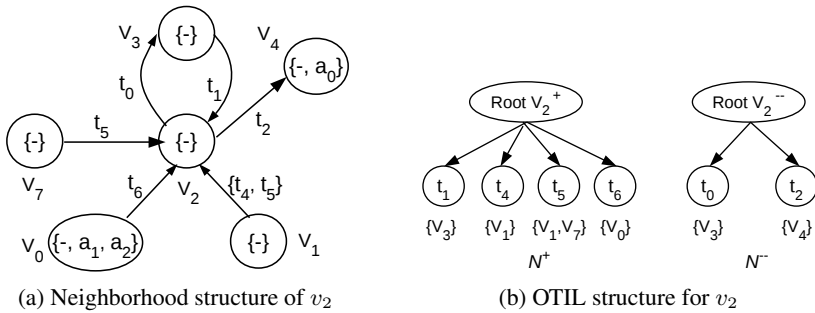 V3 {-} V4
{-, a0}
t0 t1 t2
{-} t5 {-}
V7 t6 V2 {t4, t5}
V0 {-, a1, a2} {-} V1
(a) Neighborhood structure of v2
Root V2+ Root V2--
t1 t4 t5 t6 t0 t2
{V3} {V1} {V1,V7} {V0} {V3} {V4}
N+ N--
(b) OTIL structure for v2